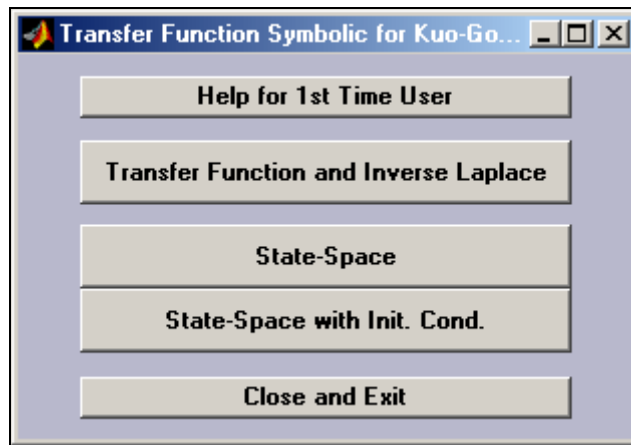 Transfer Function Symbolic for Kuo-Go...
Help for 1st Time User
Transfer Function and Inverse Laplace
State-Space
State-Space with Init. Cond.
Close and Exit